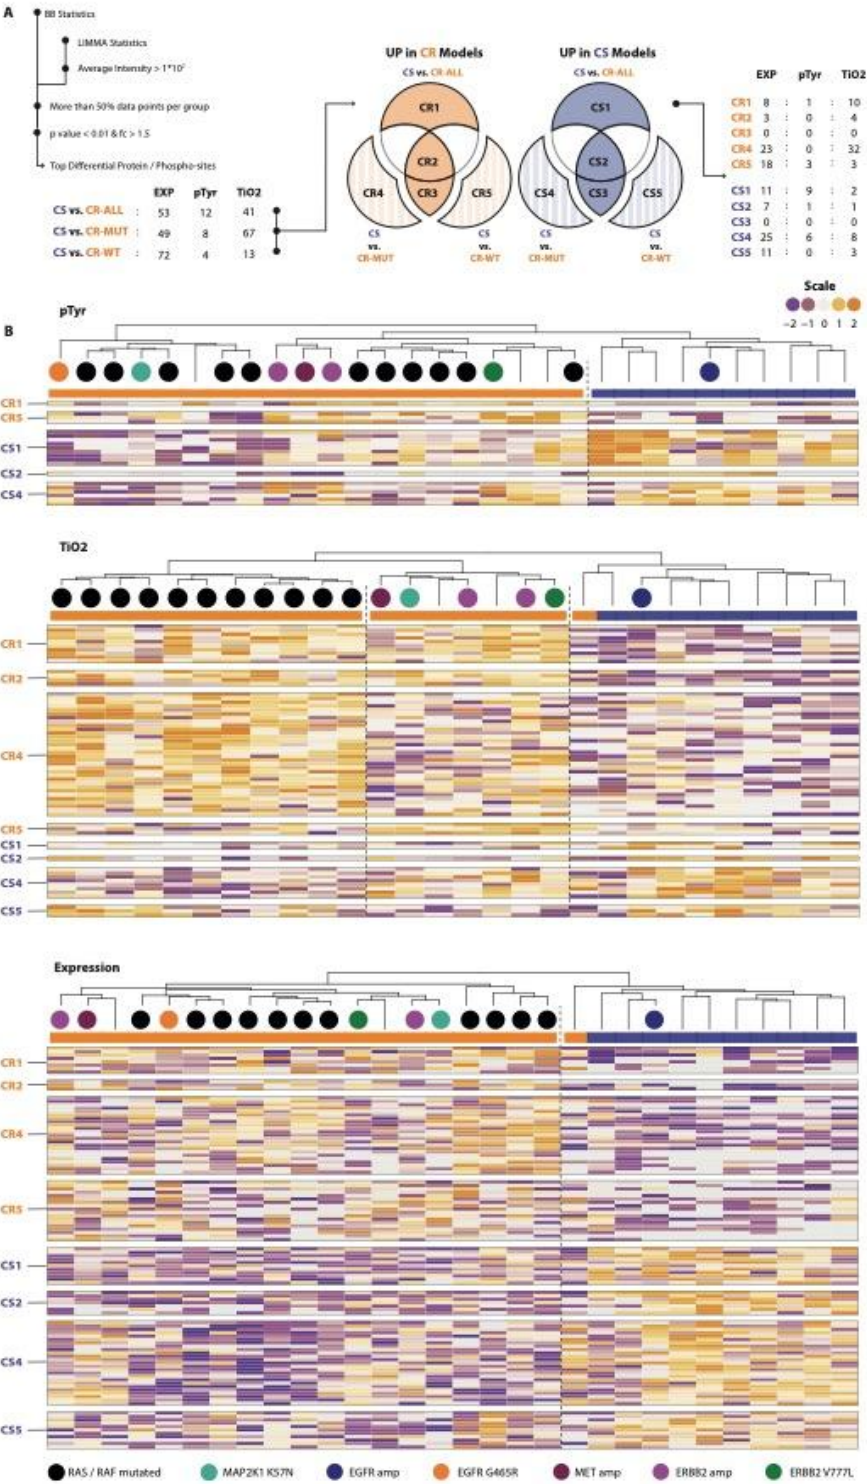 A
BB Statistics
LIMMA Statistics
Average Intensity > 1*10⁷
More than 50% data points per group
p value < 0.01 & fc > 1.5
Top Differential Protein / Phospho-sites
EXP pTyr TiO2
CS vs. CR-ALL : 53 12 41
CS vs. CR-MUT : 49 8 67
CS vs. CR-WT : 72 4 13
UP in CR Models
CS vs. CR-ALL
CR1
CR2
CR4 CR3 CR5
CS vs. CR-MUT
CS vs. CR-WT
UP in CS Models
CS vs. CR-ALL
CS1
CS2
CS4 CS3 CS5
CS vs. CR-MUT
CS vs. CR-WT
EXP pTyr TiO2
CR1 8 : 1 : 10
CR2 3 : 0 : 4
CR3 0 : 0 : 0
CR4 23 : 0 : 32
CR5 18 : 3 : 3
CS1 11 : 9 : 2
CS2 7 : 1 : 1
CS3 0 : 0 : 0
CS4 25 : 6 : 8
CS5 11 : 0 : 3
Scale
−2 −1 0 1 2
B
pTyr
CR1
CR5
CS1
CS2
CS4
TiO2
CR1
CR2
CR4
CR5
CS1
CS2
CS4
CS5
Expression
CR1
CR2
CR4
CR5
CS1
CS2
CS4
CS5
RAS / RAF mutated MAP2K1 K57N EGFR amp EGFR G465R MET amp ERBB2 amp ERBB2 V777L